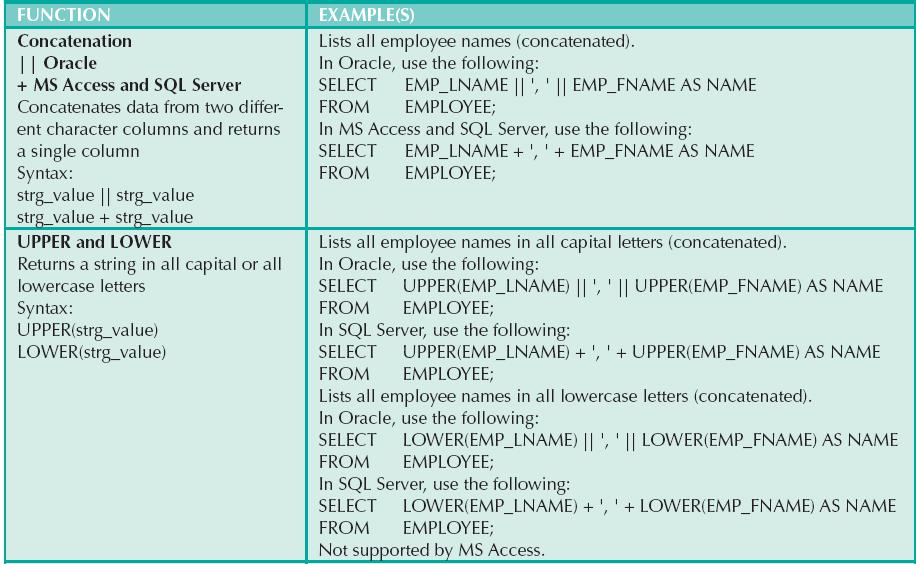 FUNCTION
EXAMPLE(S)
Concatenation
|| Oracle
+ MS Access and SQL Server
Concatenates data from two differ-
ent character columns and returns
a single column
Syntax:
strg_value || strg_value
strg_value + strg_value
Lists all employee names (concatenated).
In Oracle, use the following:
SELECT EMP_LNAME || ', ' || EMP_FNAME AS NAME
FROM EMPLOYEE;
In MS Access and SQL Server, use the following:
SELECT EMP_LNAME + ', ' + EMP_FNAME AS NAME
FROM EMPLOYEE;
UPPER and LOWER
Returns a string in all capital or all
lowercase letters
Syntax:
UPPER(strg_value)
LOWER(strg_value)
Lists all employee names in all capital letters (concatenated).
In Oracle, use the following:
SELECT UPPER(EMP_LNAME) || ', ' || UPPER(EMP_FNAME) AS NAME
FROM EMPLOYEE;
In SQL Server, use the following:
SELECT UPPER(EMP_LNAME) + ', ' + UPPER(EMP_FNAME) AS NAME
FROM EMPLOYEE;
Lists all employee names in all lowercase letters (concatenated).
In Oracle, use the following:
SELECT LOWER(EMP_LNAME) || ', ' || LOWER(EMP_FNAME) AS NAME
FROM EMPLOYEE;
In SQL Server, use the following:
SELECT LOWER(EMP_LNAME) + ', ' + LOWER(EMP_FNAME) AS NAME
FROM EMPLOYEE;
Not supported by MS Access.